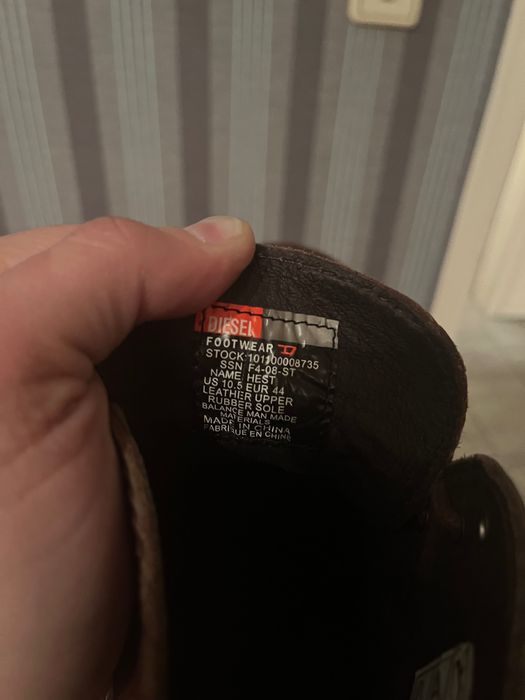 DIESEL
FOOTWEAR
STOCK:101100008735
SSN F4-08-ST
NAME: HEST
US 10.5 EUR 44
LEATHER UPPER
RUBBER SOLE
BALANCE MAN MADE
MATERIALS
MADE IN CHINA
FABRIQUE EN CHINE